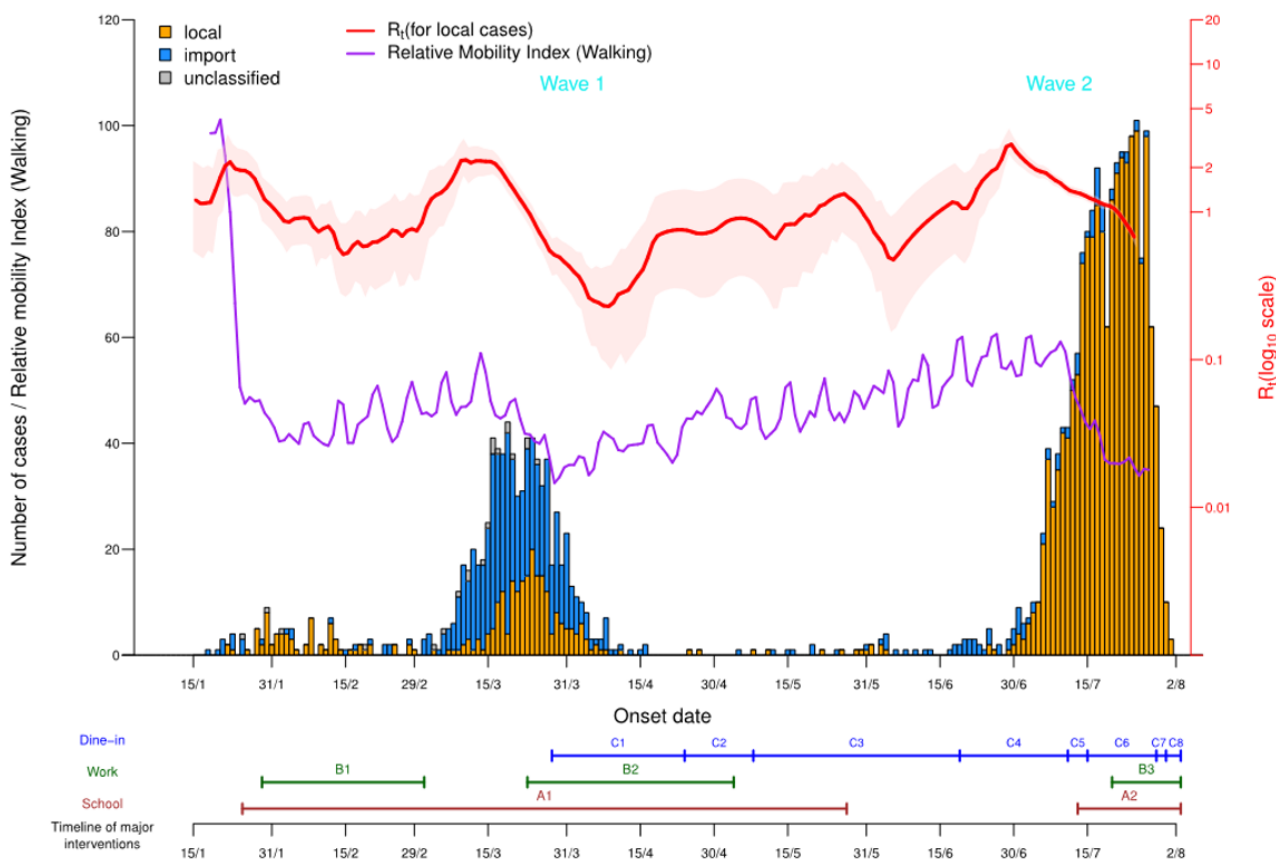 120
100
80
60
40
20
0
Number of cases / Relative mobility Index (Walking)
local
import
unclassified
Rt(for local cases)
Relative Mobility Index (Walking)
Wave 1
Wave 2
20
10
5
2
1
0.1
0.01
Rt(log10 scale)
15/1 31/1 15/2 29/2 15/3 31/3 15/4 30/4 15/5 31/5 15/6 30/6 15/7 2/8
Onset date
Dine−in C1 C2 C3 C4 C5 C6 C7 C8
Work B1 B2 B3
School A1 A2
Timeline of major
interventions
15/1 31/1 15/2 29/2 15/3 31/3 15/4 30/4 15/5 31/5 15/6 30/6 15/7 2/8